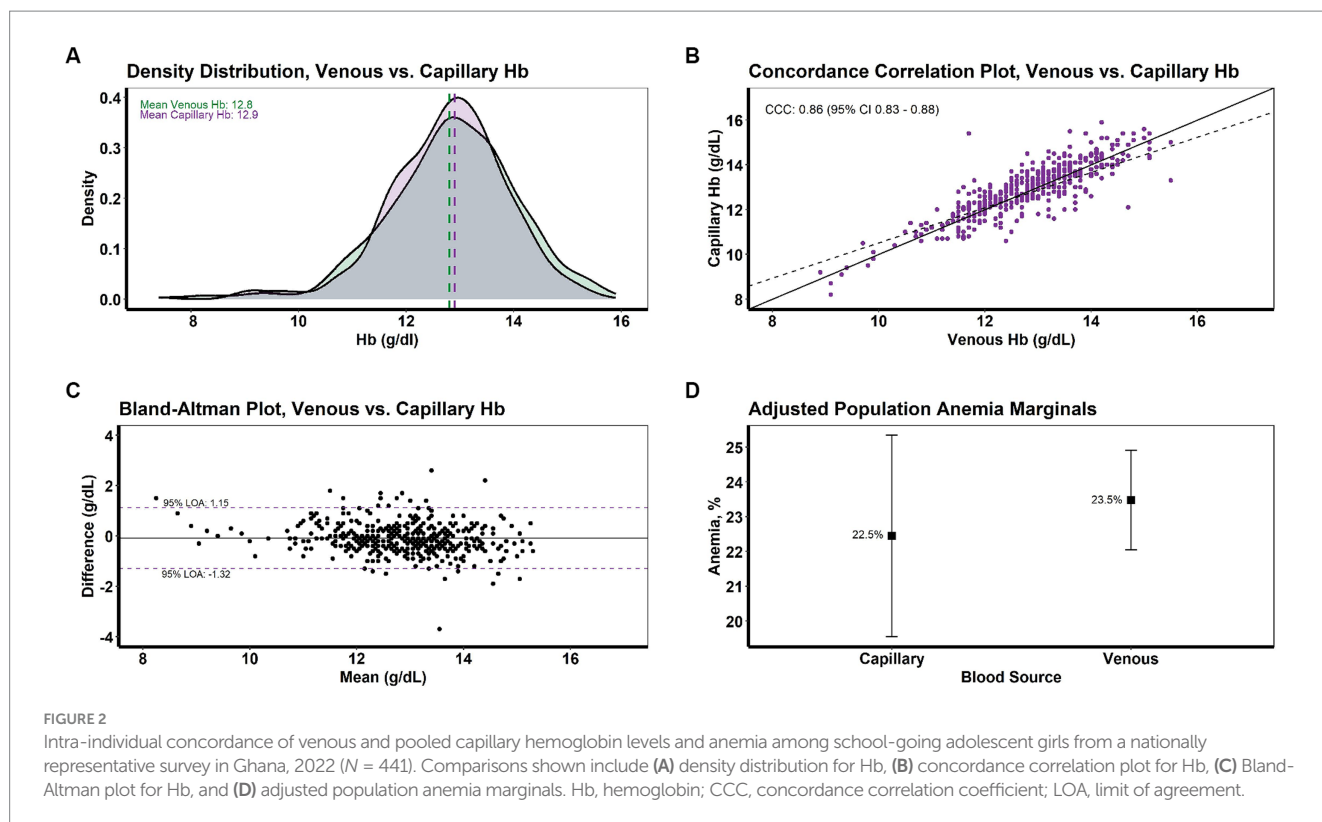 A
Density Distribution, Venous vs. Capillary Hb
Mean Venous Hb: 12.8
Mean Capillary Hb: 12.9
0.4
0.3
0.2
0.1
0.0
Density
8 10 12 14 16
Hb (g/dl)
B
Concordance Correlation Plot, Venous vs. Capillary Hb
CCC: 0.86 (95% CI 0.83 - 0.88)
16
14
12
10
8
Capillary Hb (g/dL)
8 10 12 14 16
Venous Hb (g/dL)
C
Bland-Altman Plot, Venous vs. Capillary Hb
4
2
0
-2
-4
Difference (g/dL)
95% LOA: 1.15
95% LOA: -1.32
8 10 12 14 16
Mean (g/dL)
D
Adjusted Population Anemia Marginals
25
24
23
22
21
20
Anemia, %
22.5%
23.5%
Capillary Venous
Blood Source
FIGURE 2
Intra-individual concordance of venous and pooled capillary hemoglobin levels and anemia among school-going adolescent girls from a nationally
representative survey in Ghana, 2022 (N = 441). Comparisons shown include (A) density distribution for Hb, (B) concordance correlation plot for Hb, (C) Bland-
Altman plot for Hb, and (D) adjusted population anemia marginals. Hb, hemoglobin; CCC, concordance correlation coefficient; LOA, limit of agreement.